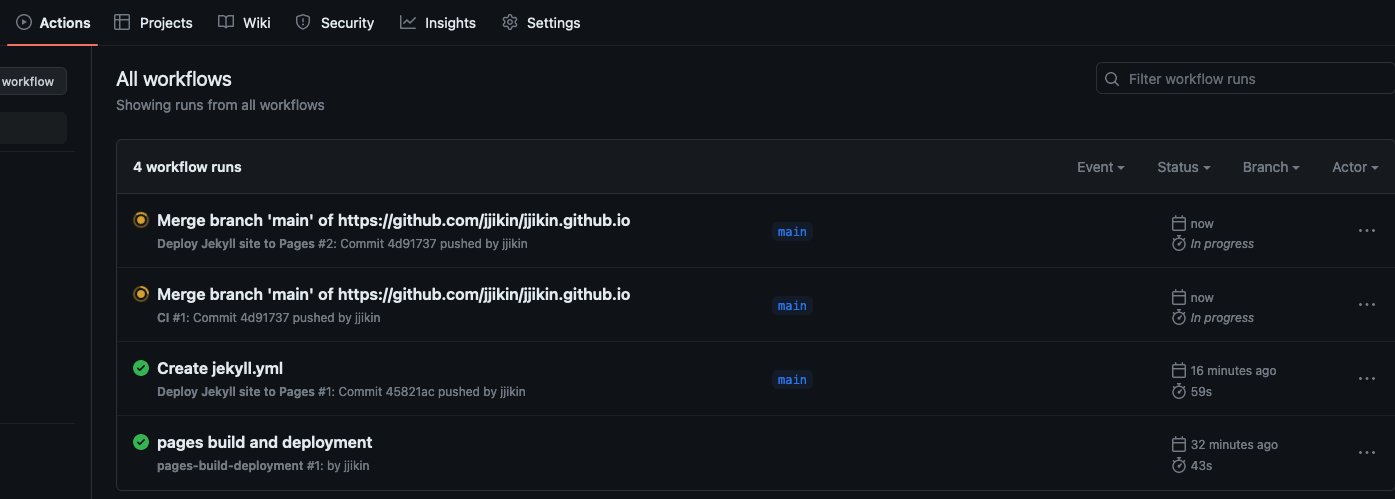 Actions Projects Wiki Security Insights Settings
workflow
All workflows
Filter workflow runs
Showing runs from all workflows
4 workflow runs
Event Status Branch Actor
Merge branch 'main' of https://github.com/jjikin/jjikin.github.io
Deploy Jekyll site to Pages #2: Commit 4d91737 pushed by jjikin
main
now
In progress
Merge branch 'main' of https://github.com/jjikin/jjikin.github.io
CI #1: Commit 4d91737 pushed by jjikin
main
now
In progress
Create jekyll.yml
Deploy Jekyll site to Pages #1: Commit 45821ac pushed by jjikin
main
16 minutes ago
59s
pages build and deployment
pages-build-deployment #1: by jjikin
32 minutes ago
43s